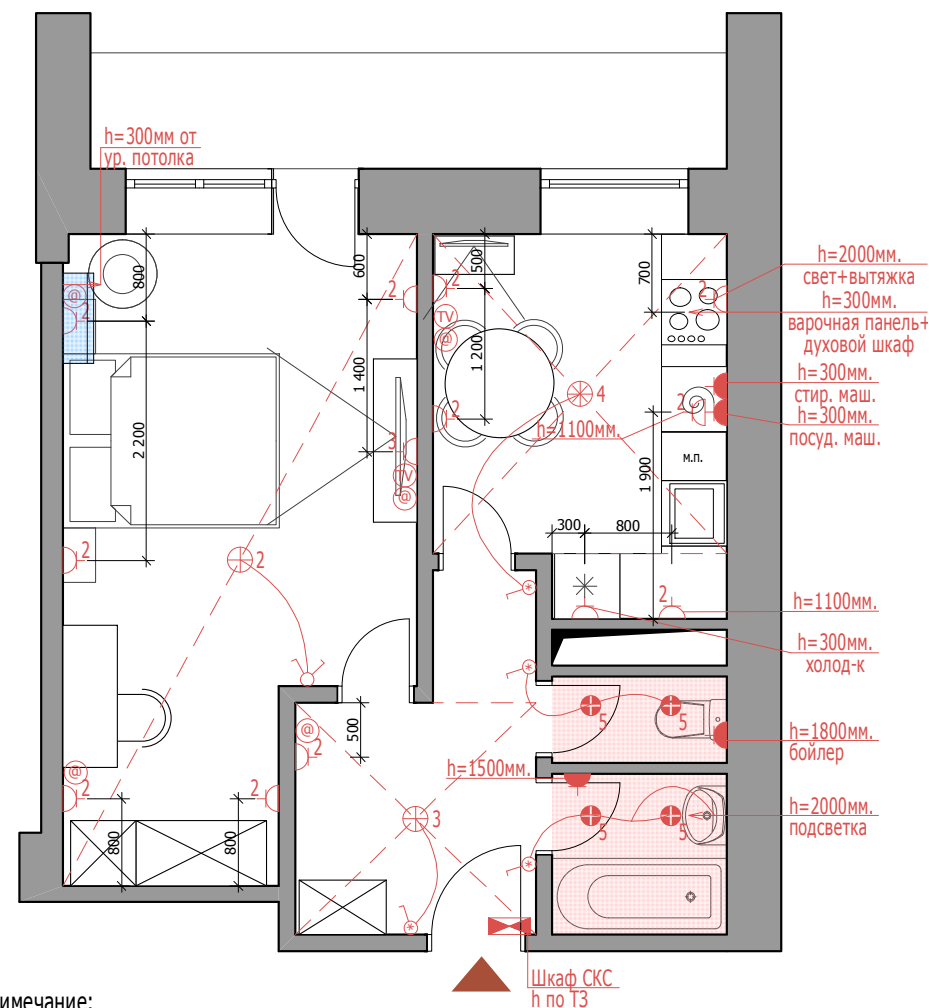 h=300мм от
ур. потолка
800
600
500
700
h=2000мм.
свет+вытяжка
h=300мм.
варочная панель+
духовой шкаф
@
2
2
2
2
TV
@
1 400
1 200
h=300мм.
стир. маш.
h=300мм.
посуд. маш.
4
2
2
h=1100мм.
2 200
3
TV
@
м.п.
1 900
300
800
2
2
*
2
h=1100мм.
h=300мм.
холод-к
*
500
@
2
5
5
h=1800мм.
бойлер
h=1500мм.
@
2
2
3
5
5
h=2000мм.
подсветка
800
800
*
*
Шкаф СКС
h по ТЗ
имечание: